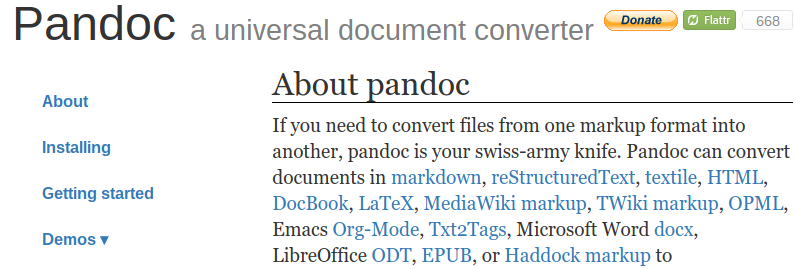 Pandoc a universal document converter Donate Flattr 668
About
Installing
Getting started
Demos ▾
About pandoc
If you need to convert files from one markup format into
another, pandoc is your swiss-army knife. Pandoc can convert
documents in markdown, reStructuredText, textile, HTML,
DocBook, LaTeX, MediaWiki markup, TWiki markup, OPML,
Emacs Org-Mode, Txt2Tags, Microsoft Word docx,
LibreOffice ODT, EPUB, or Haddock markup to